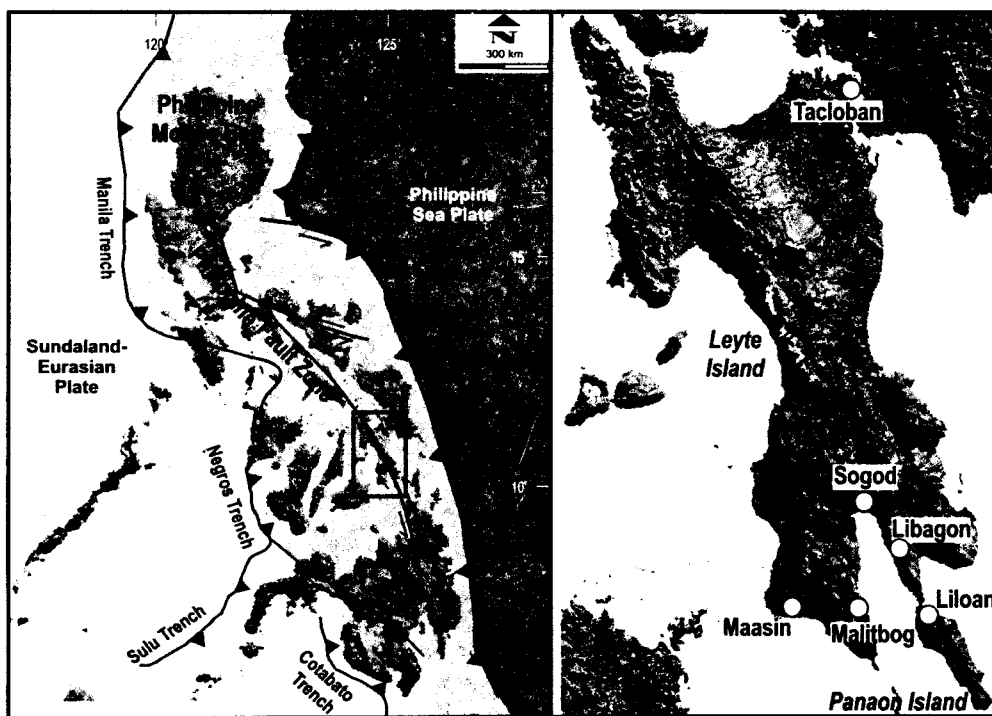 120
125
N
300 km
Philippine
Manila Trench
Philippine
Sea Plate
15
Sundaland-
Eurasian
Plate
Fault Zone
Negros Trench
10°
Sulu Trench
Cotabato
Trench
Tacloban
Leyte
Island
Sogod
Libagon
Liloan
Maasin
Malitbog
Panaon Island